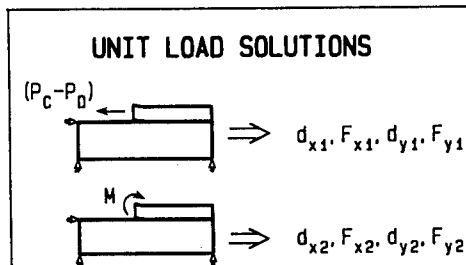 UNIT LOAD SOLUTIONS
(P_C-P_D)
d_x1, F_x1, d_y1, F_y1
M
d_x2, F_x2, d_y2, F_y2